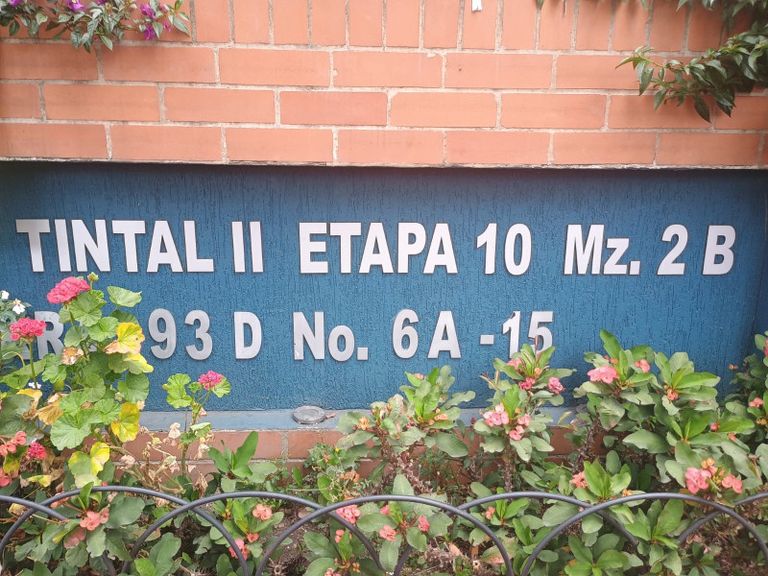 TINTAL II ETAPA 10 Mz. 2 B
93 D No. 6 A - 15